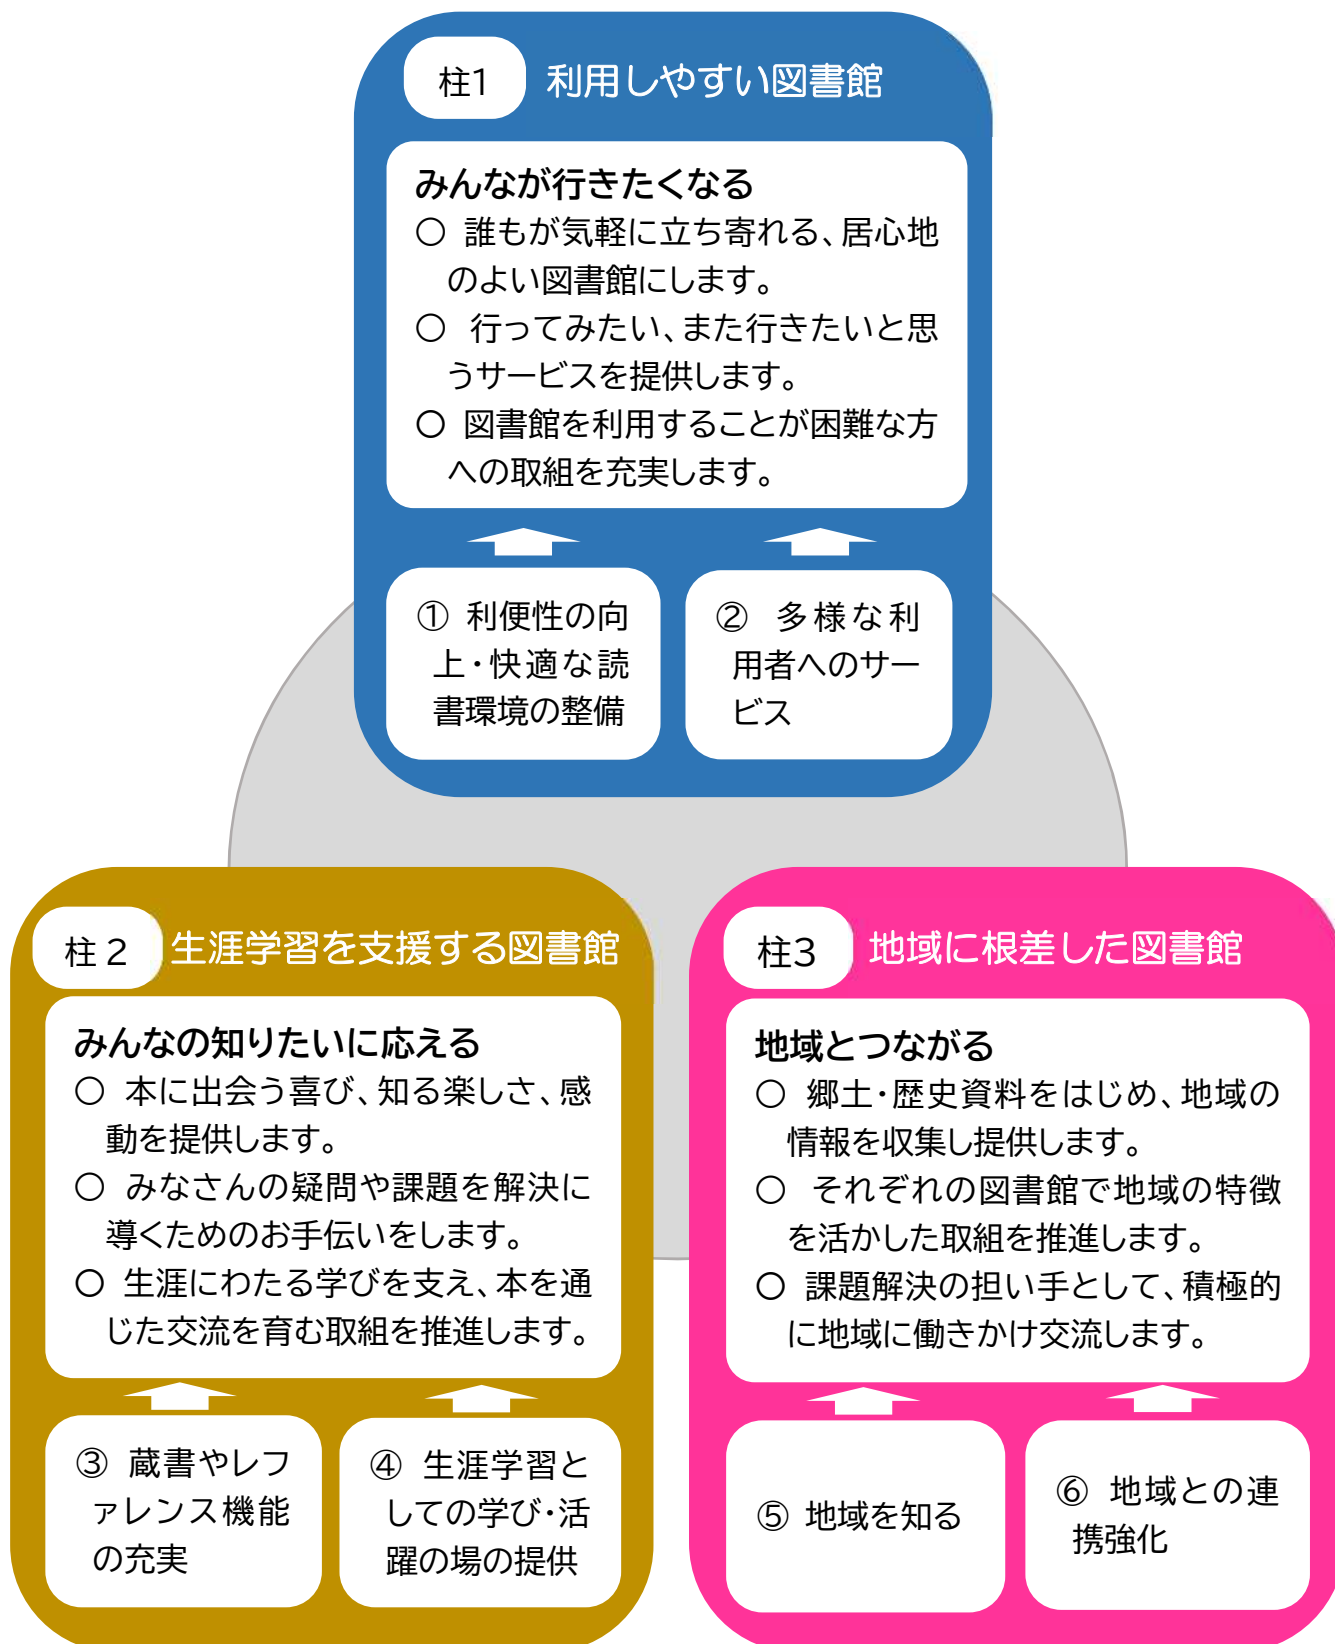 柱1 利用しやすい図書館
みんなが行きたくなる
〇 誰もが気軽に立ち寄れる、居心地
のよい図書館にします。
〇 行ってみたい、また行きたいと思
うサービスを提供します。
〇 図書館を利用することが困難な方
への取組を充実します。
① 利便性の向
上・快適な読
書環境の整備
② 多様な利
用者へのサー
ビス
柱2 生涯学習を支援する図書館
みんなの知りたいに応える
〇 本に出会う喜び、知る楽しさ、感
動を提供します。
〇 みなさんの疑問や課題を解決に
導くためのお手伝いをします。
〇 生涯にわたる学びを支え、本を通
じた交流を育む取組を推進します。
③ 蔵書やレフ
ァレンス機能
の充実
④ 生涯学習と
しての学び・活
躍の場の提供
柱3 地域に根差した図書館
地域とつながる
〇 郷土・歴史資料をはじめ、地域の
情報を収集し提供します。
〇 それぞれの図書館で地域の特徴
を活かした取組を推進します。
〇 課題解決の担い手として、積極的
に地域に働きかけ交流します。
⑤ 地域を知る
⑥ 地域との連
携強化